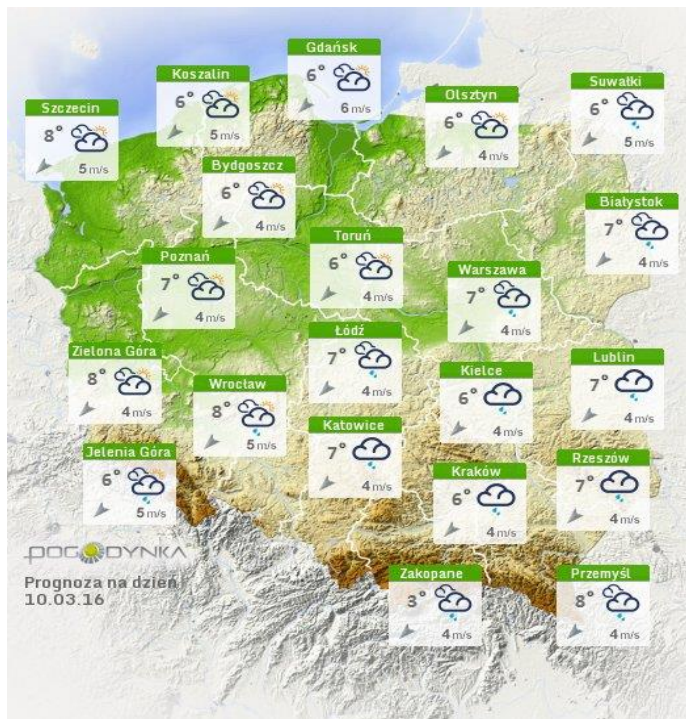 Gdańsk
6°
6 m/s
Koszalin
6°
5 m/s
Suwałki
6°
5 m/s
Olsztyn
6°
4 m/s
Szczecin
8°
5 m/s
Bydgoszcz
6°
4 m/s
Białystok
7°
4 m/s
Toruń
6°
4 m/s
Poznań
7°
4 m/s
Warszawa
7°
4 m/s
Łódź
7°
4 m/s
Zielona Góra
8°
4 m/s
Lublin
7°
4 m/s
Kielce
6°
4 m/s
Wrocław
8°
5 m/s
Katowice
7°
4 m/s
Jelenia Góra
6°
5 m/s
Rzeszów
7°
4 m/s
Kraków
6°
4 m/s
POGODYNKA
Prognoza na dzień
10.03.16
Zakopane
3°
4 m/s
Przemyśl
8°
4 m/s